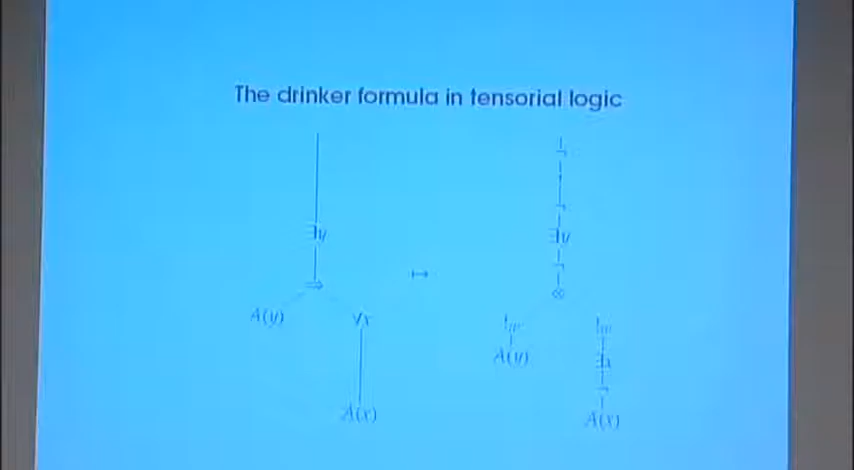 The drinker formula in tensorial logic
¬
¬
∃y ∃y
¬
⇒ ↦ ⊗
A(y) ∀x
A(y)
∃x
¬
A(x) A(x)